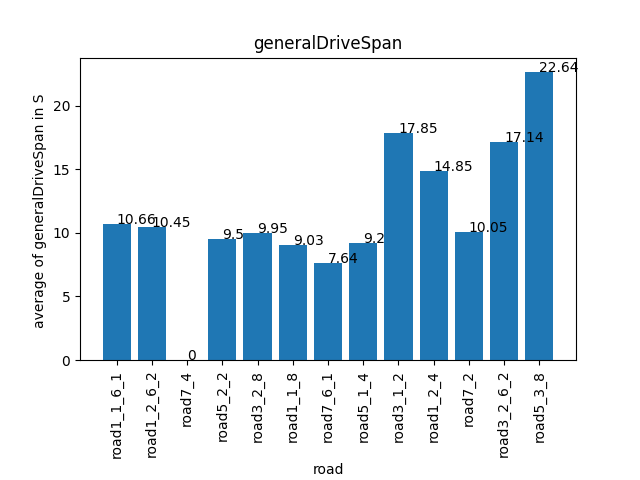 generalDriveSpan
average of generalDriveSpan in S
20
15
10
5
0
10.66
10.45
0
9.5
9.95
9.03
7.64
9.2
17.85
14.85
10.05
17.14
22.64
road1_1_6_1
road1_2_6_2
road7_4
road5_2_2
road3_2_8
road1_1_8
road7_6_1
road5_1_4
road3_1_2
road1_2_4
road7_2
road3_2_6_2
road5_3_8
road